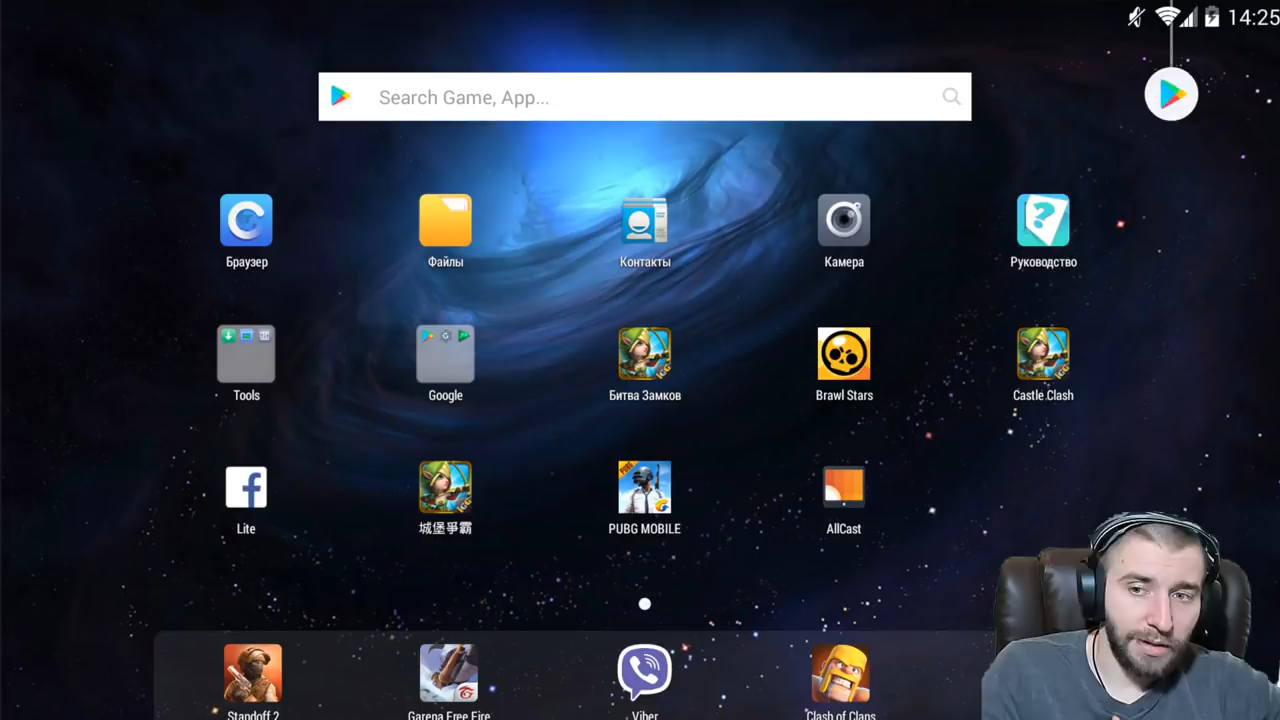 14:25
Search Game, App...
Браузер
Файлы
Контакты
Камера
Руководство
Tools
Google
Битва Замков
Brawl Stars
Castle Clash
Lite
城堡爭霸
PUBG MOBILE
AllCast
Standoff 2
Garena Free Fire
Viber
Clash of Clans